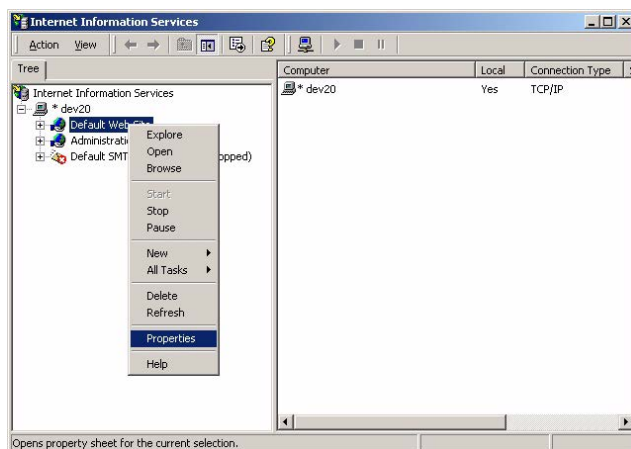 Internet Information Services
Action View
Tree
Computer Local Connection Type
Internet Information Services
* dev20
* dev20 Yes TCP/IP
Default Web Site
Administrati
Default SMT opped)
Explore
Open
Browse
Start
Stop
Pause
New
All Tasks
Delete
Refresh
Properties
Help
Opens property sheet for the current selection.